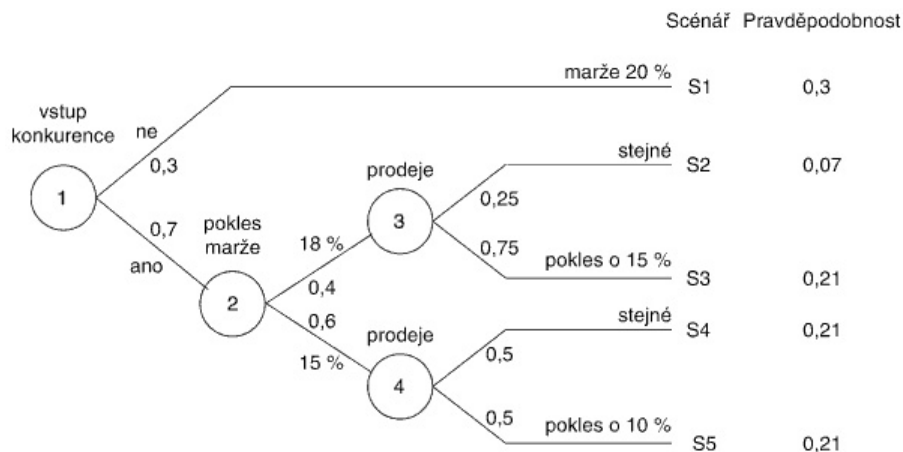 Scénář Pravděpodobnost
marže 20 %
S1 0,3
vstup
konkurence
ne
0,3
1
0,7
ano
pokles
marže
2
18 %
0,4
0,6
15 %
prodeje
3
0,25
stejné
S2 0,07
0,75
pokles o 15 %
S3 0,21
prodeje
4
0,5
stejné
S4 0,21
0,5
pokles o 10 %
S5 0,21